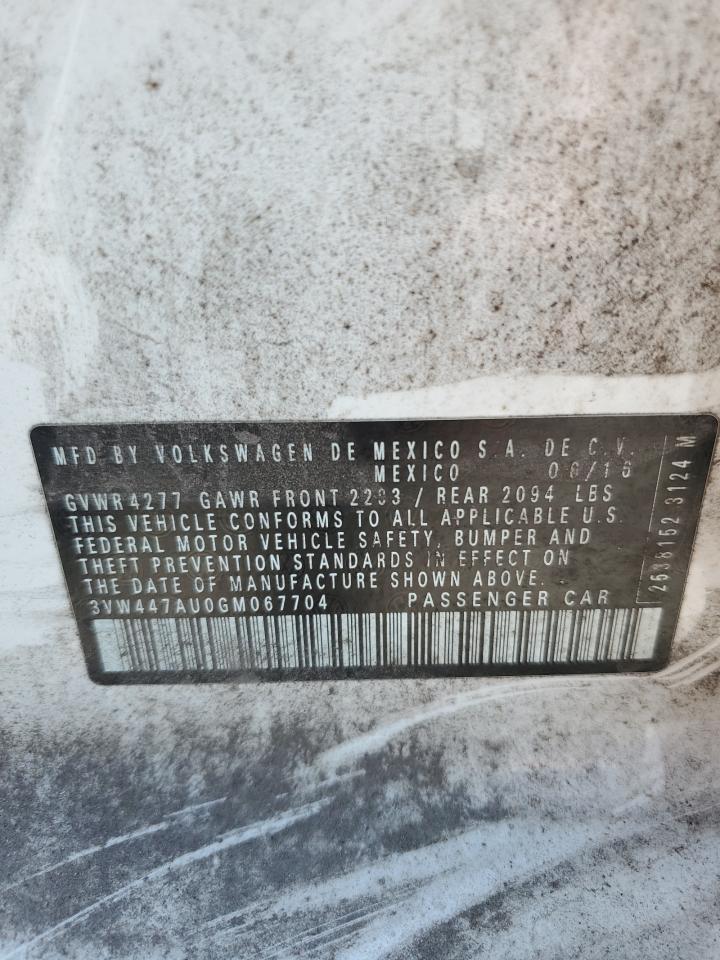 MFD BY VOLKSWAGEN DE MEXICO S.A. DE C.V.
MEXICO
GVWR 4277 GAWR FRONT / REAR 2094 LBS
THIS VEHICLE CONFORMS TO ALL APPLICABLE U.S.
FEDERAL MOTOR VEHICLE SAFETY, BUMPER AND
THEFT PREVENTION STANDARDS IN EFFECT ON
THE DATE OF MANUFACTURE SHOWN ABOVE.
3VW447AU0GM067704 PASSENGER CAR
2538152 3124 M